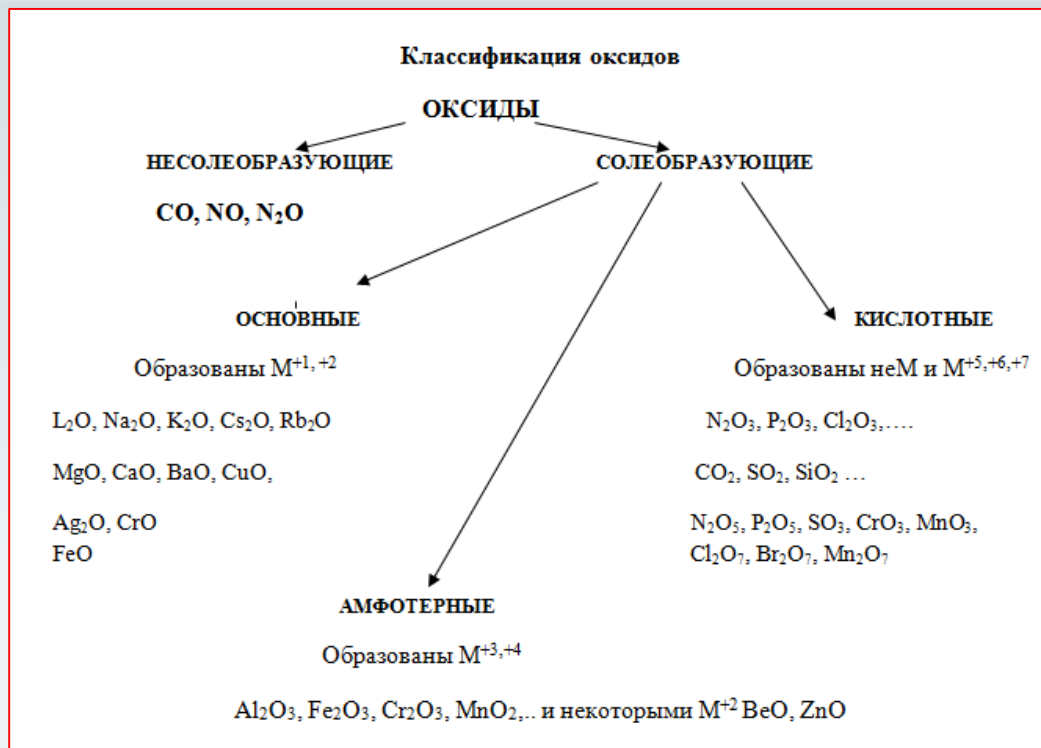 Классификация оксидов
ОКСИДЫ
НЕСОЛЕОБРАЗУЮЩИЕ
СОЛЕОБРАЗУЮЩИЕ
CO, NO, N₂O
ОСНОВНЫЕ
Образованы М⁺¹, ⁺²
L₂O, Na₂O, K₂O, Cs₂O, Rb₂O
MgO, CaO, BaO, CuO,
Ag₂O, CrO
FeO
КИСЛОТНЫЕ
Образованы неМ и М⁺⁵,⁺⁶,⁺⁷
N₂O₃, P₂O₃, Cl₂O₃,….
CO₂, SO₂, SiO₂ …
N₂O₅, P₂O₅, SO₃, CrO₃, MnO₃,
Cl₂O₇, Br₂O₇, Mn₂O₇
АМФОТЕРНЫЕ
Образованы М⁺³,⁺⁴
Al₂O₃, Fe₂O₃, Cr₂O₃, MnO₂,.. и некоторыми М⁺² BeO, ZnO